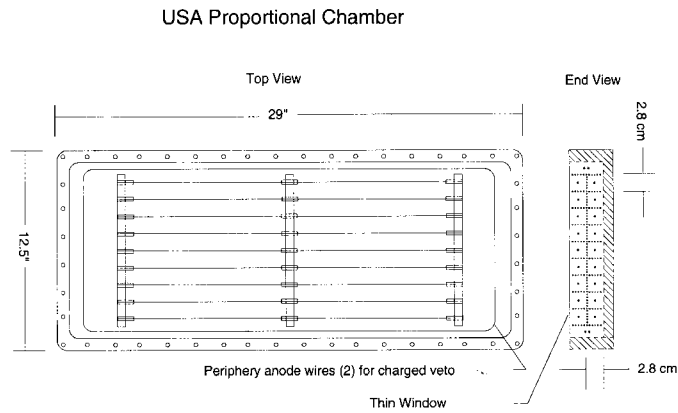 USA Proportional Chamber
Top View
End View
29"
2.8 cm
12.5"
Periphery anode wires (2) for charged veto
2.8 cm
Thin Window